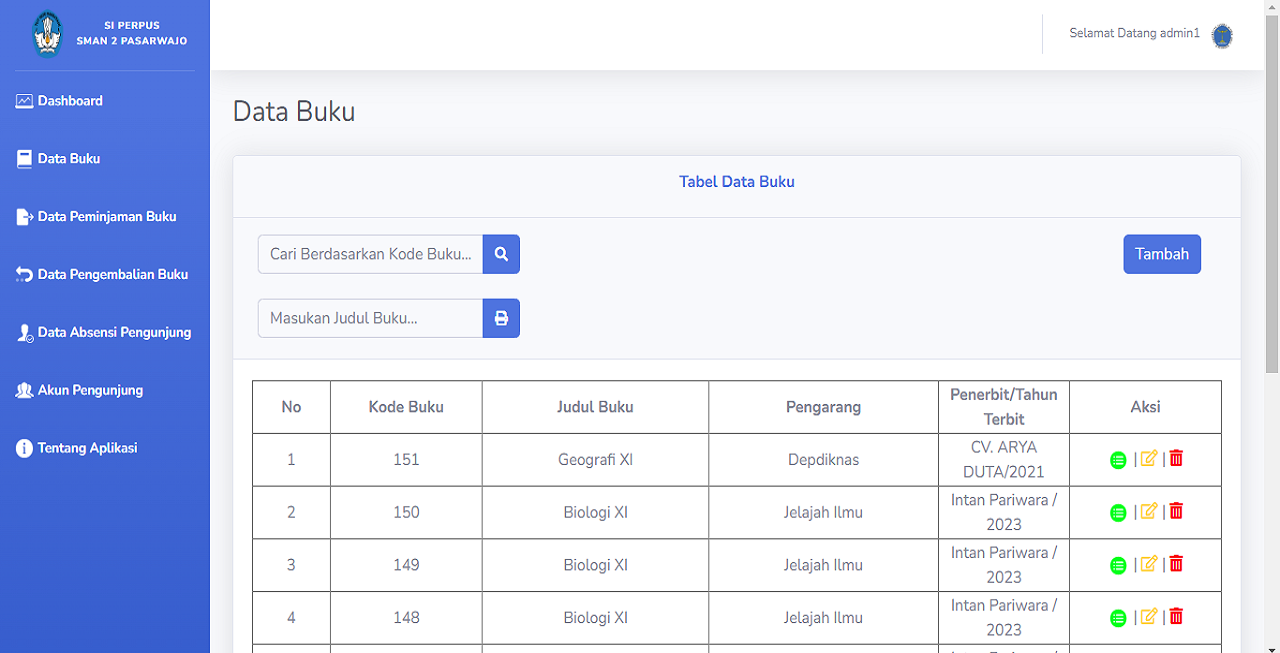 SI PERPUS
SMAN 2 PASARWAJO
Selamat Datang admin1
Dashboard
Data Buku
Data Peminjaman Buku
Data Pengembalian Buku
Data Absensi Pengunjung
Akun Pengunjung
Tentang Aplikasi
Data Buku
Tabel Data Buku
Cari Berdasarkan Kode Buku...
Tambah
Masukan Judul Buku...
No Kode Buku Judul Buku Pengarang Penerbit/Tahun Terbit Aksi
1 151 Geografi XI Depdiknas CV. ARYA DUTA/2021 | |
2 150 Biologi XI Jelajah Ilmu Intan Pariwara / 2023 | |
3 149 Biologi XI Jelajah Ilmu Intan Pariwara / 2023 | |
4 148 Biologi XI Jelajah Ilmu Intan Pariwara / 2023 | |